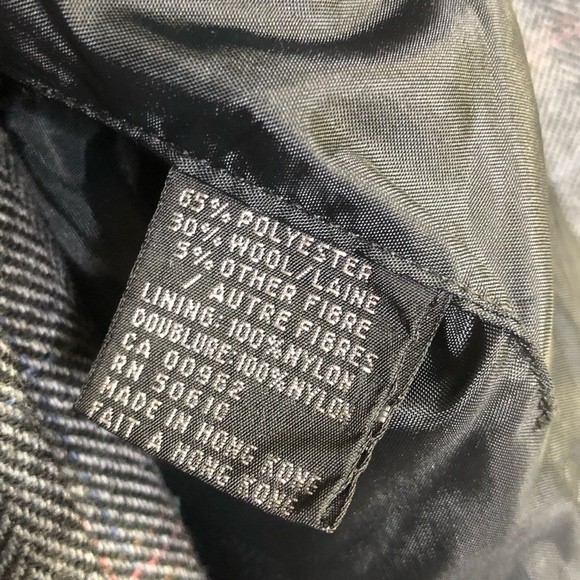 65% POLYESTER
30% WOOL/LAINE
5% OTHER FIBRE
/ AUTRE FIBRES
LINING:100%NYLON
DOUBLURE:100%NYLON
CA 00962
RN 50610
MADE IN HONG KONG
FAIT A HONG KONG